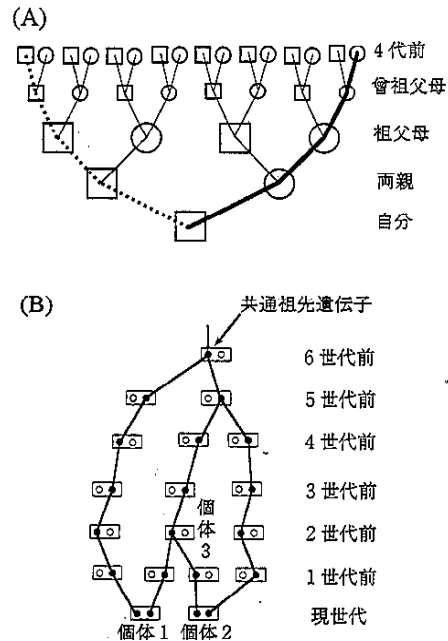 (A)
4代前
曾祖父母
祖父母
両親
自分
(B)
共通祖先遺伝子
6世代前
5世代前
4世代前
3世代前
個体3
2世代前
1世代前
現世代
個体1 個体2